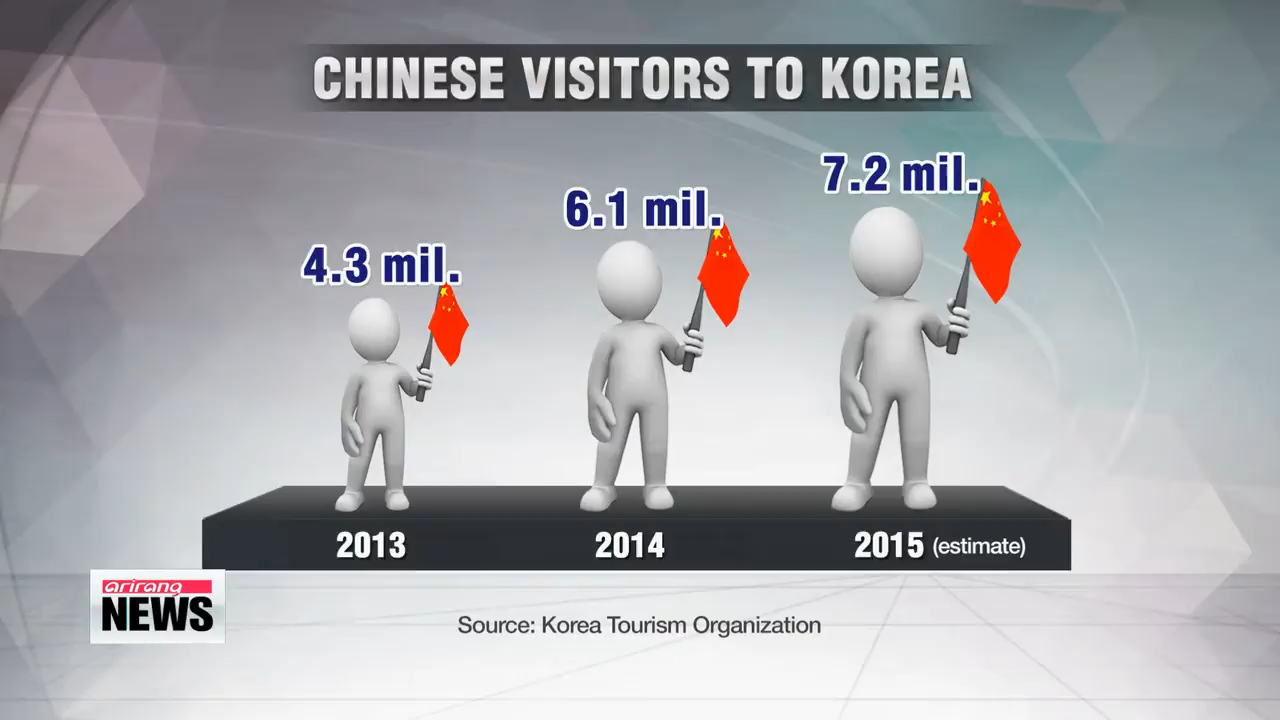 CHINESE VISITORS TO KOREA
7.2 mil.
6.1 mil.
4.3 mil.
2013
2014
2015 (estimate)
arirang
NEWS
Source: Korea Tourism Organization